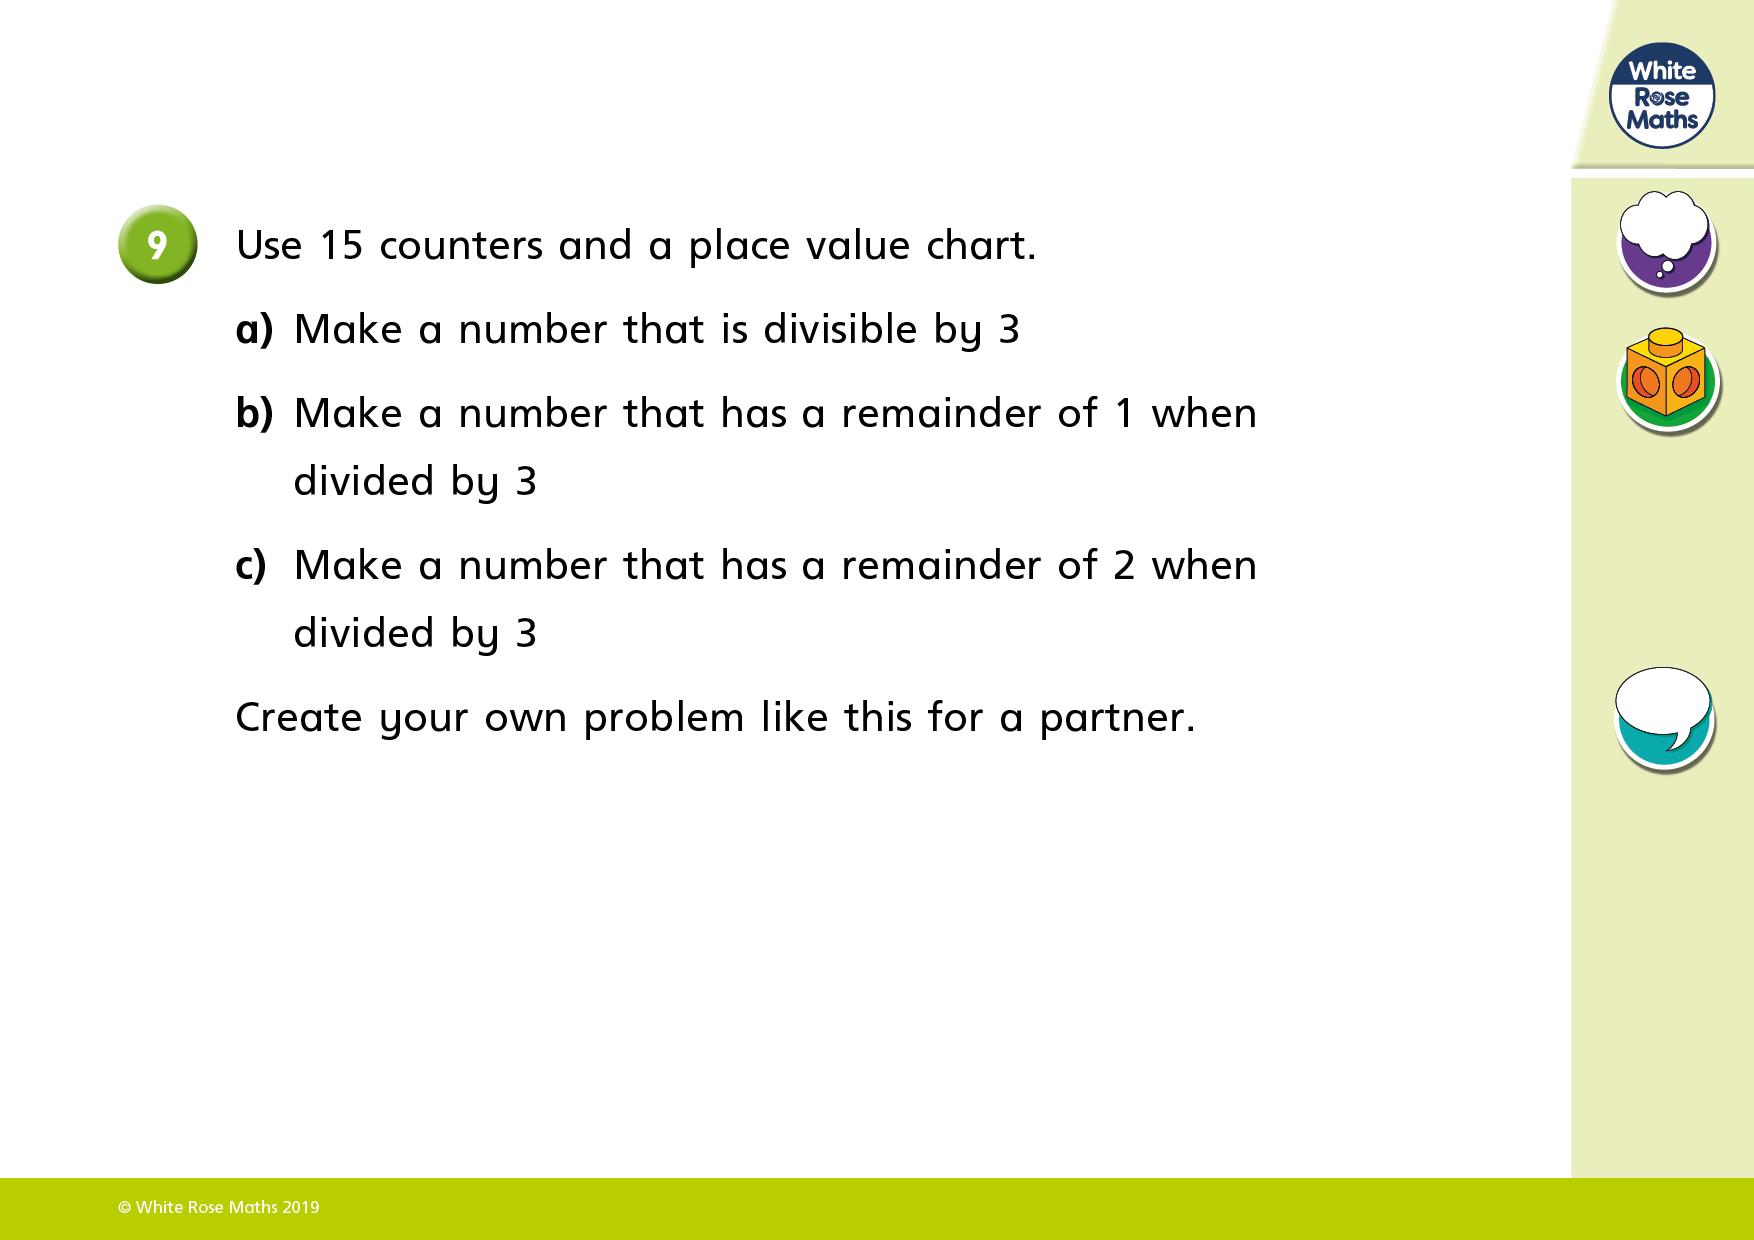 White
Rose
Maths
9 Use 15 counters and a place value chart.
a) Make a number that is divisible by 3
b) Make a number that has a remainder of 1 when
divided by 3
c) Make a number that has a remainder of 2 when
divided by 3
Create your own problem like this for a partner.
© White Rose Maths 2019